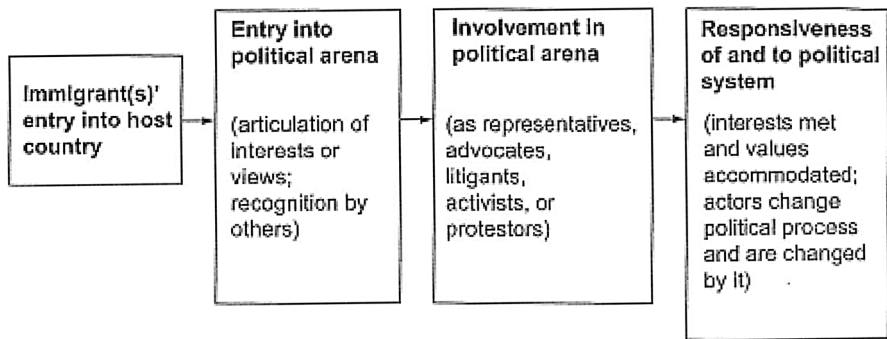 Immigrant(s)'
entry into host
country
Entry into
political arena
(articulation of
interests or
views;
recognition by
others)
Involvement in
political arena
(as representatives,
advocates,
litigants,
activists, or
protestors)
Responsiveness
of and to political
system
(interests met
and values
accommodated;
actors change
political process
and are changed
by it)